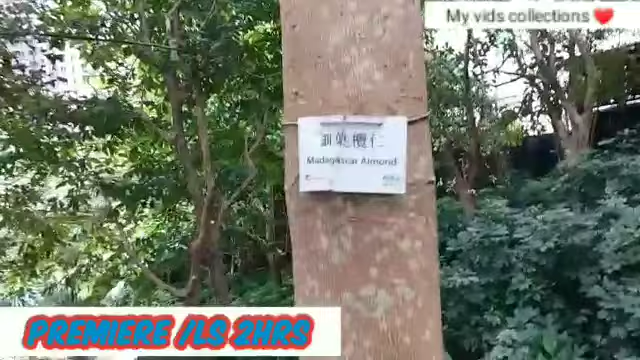 My vids collections ❤️
細葉欖仁
Madagascar Almond
PREMIERE /LS 2HRS